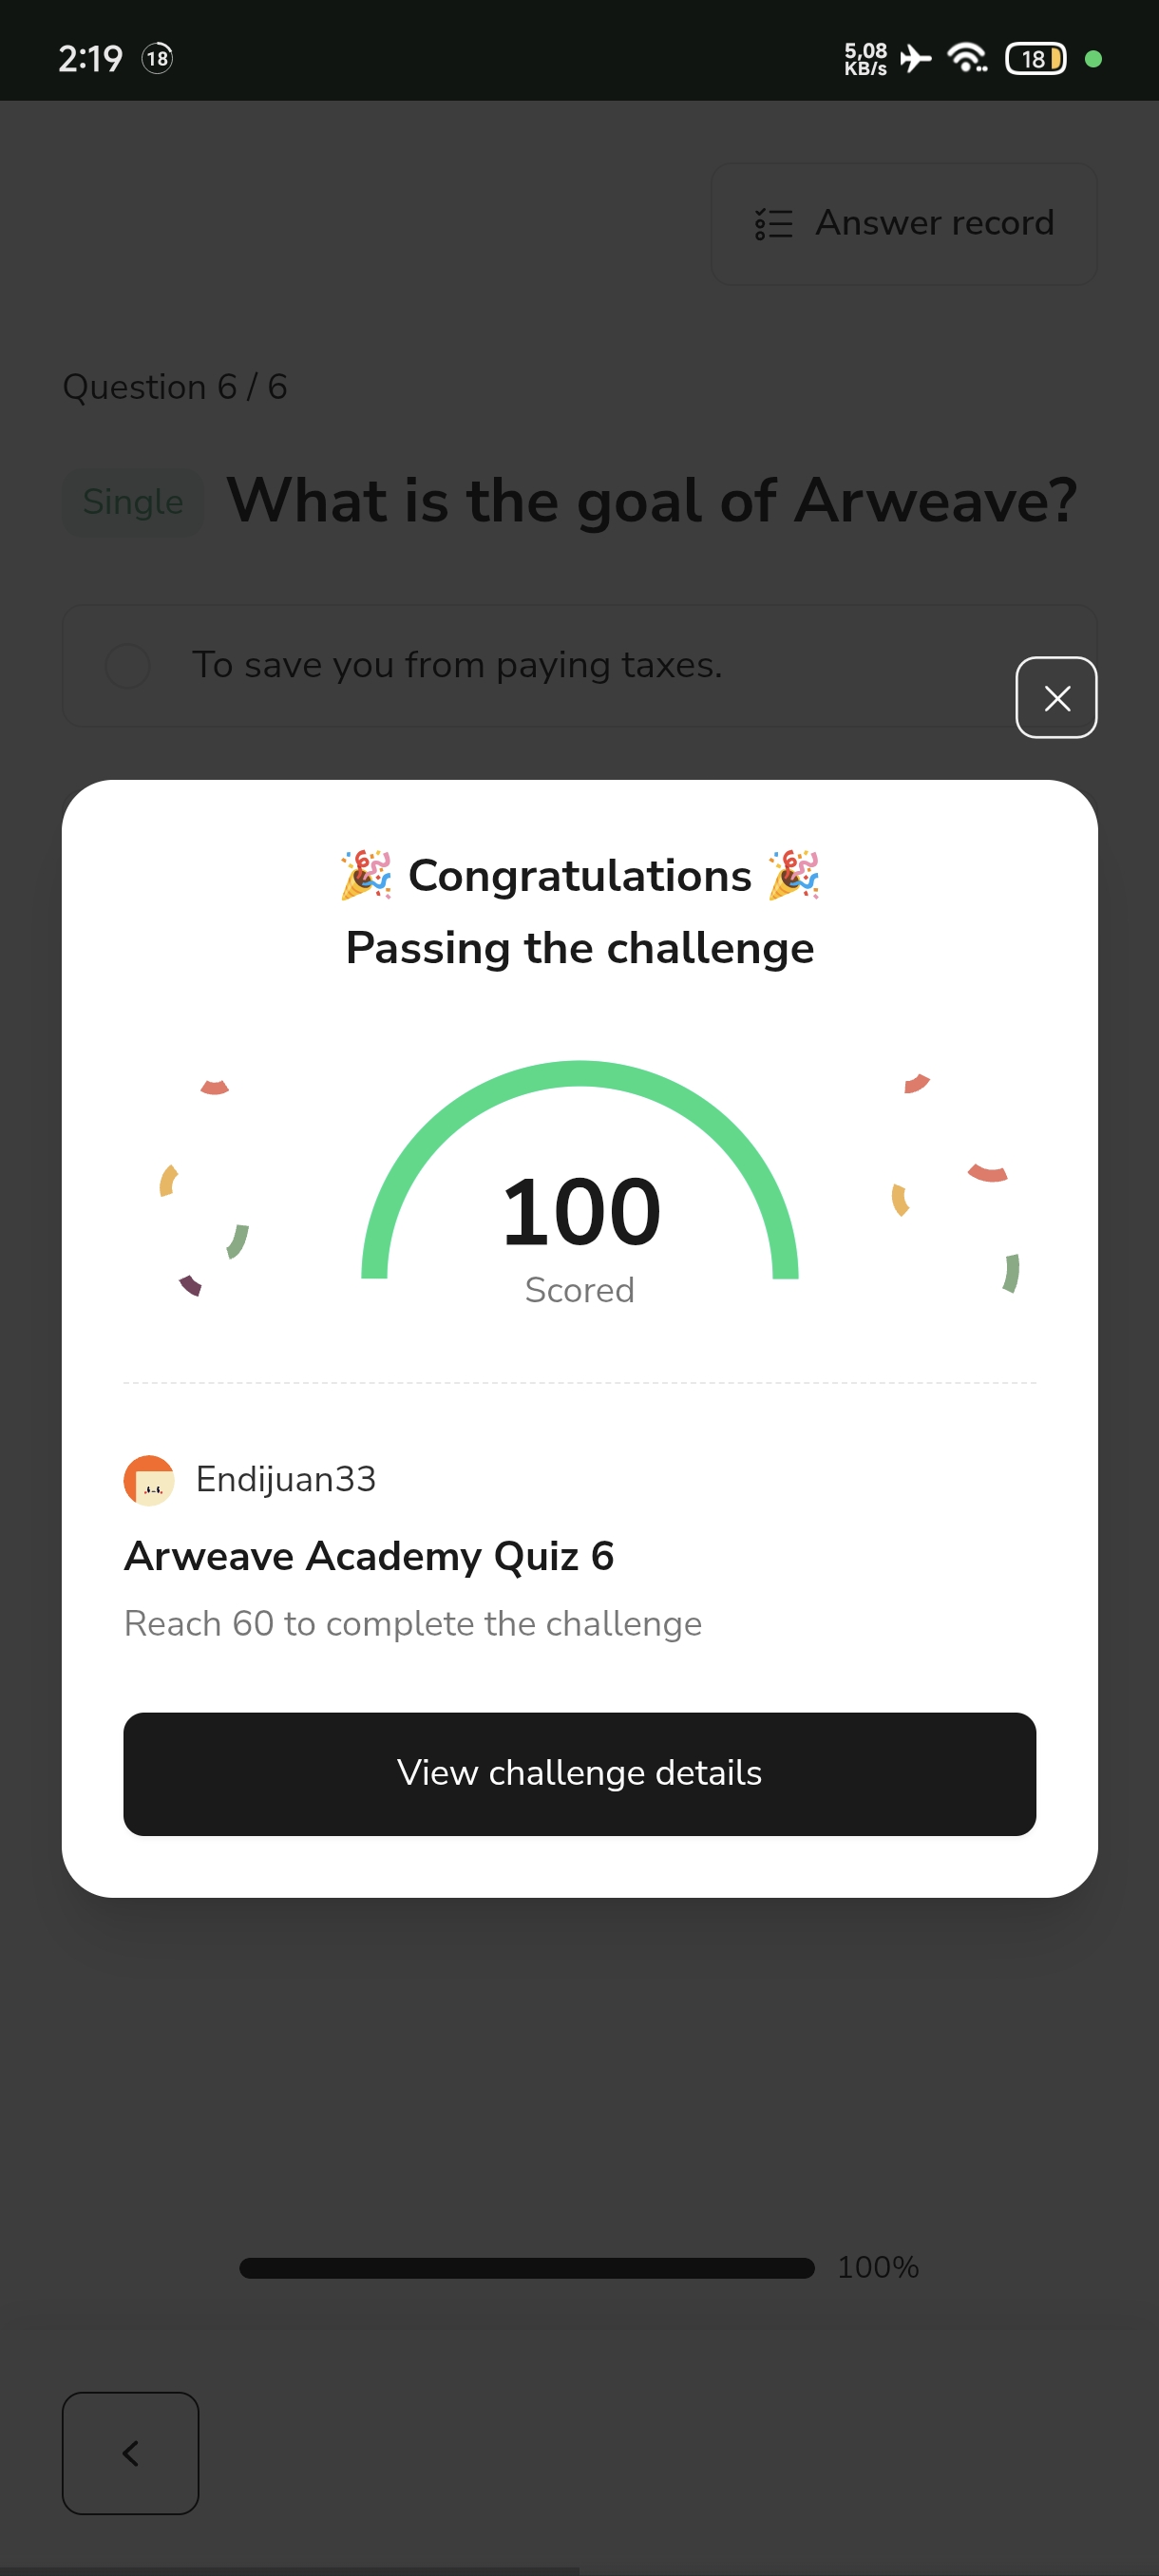 2:19 18 5,08 KB/s 18
Answer record
Question 6 / 6
Single What is the goal of Arweave?
To save you from paying taxes.
🎉 Congratulations 🎉
Passing the challenge
100
Scored
Endijuan33
Arweave Academy Quiz 6
Reach 60 to complete the challenge
View challenge details
100%